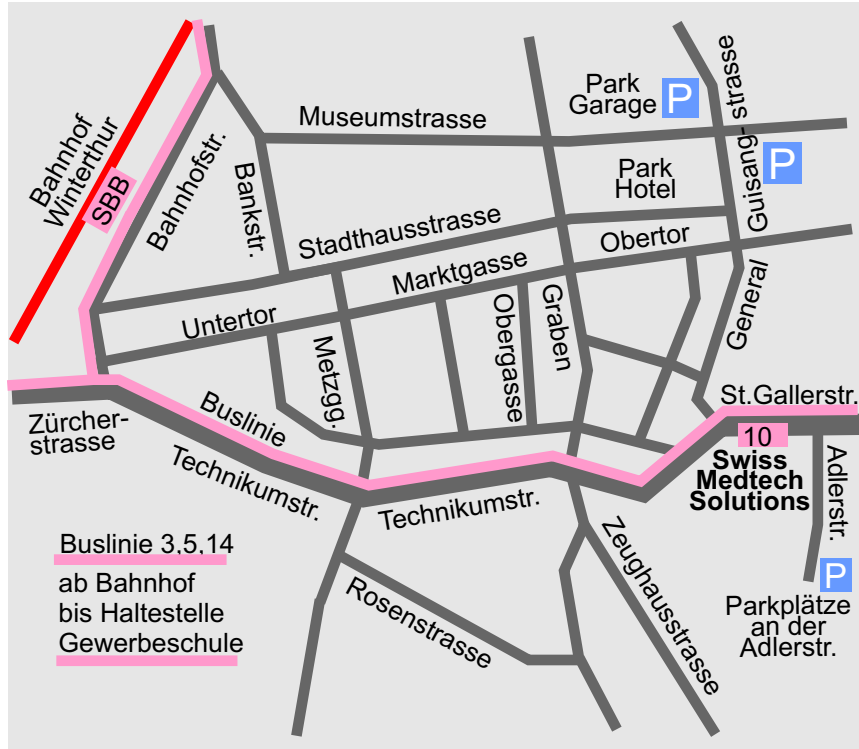 Park
Garage
P
Museumstrasse
Guisang-strasse
P
Bahnhof
Winterthur
SBB
Bahnhofstr.
Bankstr.
Park
Hotel
Stadthausstrasse
Obertor
Marktgasse
Untertor
General
Graben
Obergasse
Metzgg.
St.Gallerstr.
Zürcher-
strasse
Buslinie
10
Swiss
Medtech
Solutions
Adlerstr.
Technikumstr.
Technikumstr.
Zeughausstrasse
Buslinie 3,5,14
ab Bahnhof
bis Haltestelle
Gewerbeschule
Rosenstrasse
P
Parkplätze
an der
Adlerstr.